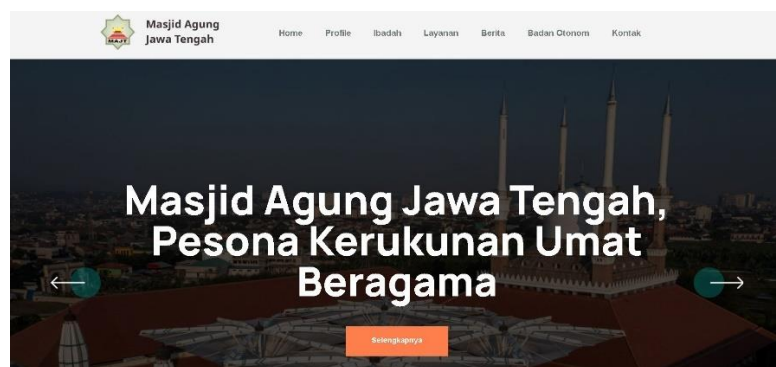 MAJT
Masjid Agung
Jawa Tengah
Home Profile Ibadah Layanan Berita Badan Otonom Kontak
Masjid Agung Jawa Tengah,
Pesona Kerukunan Umat
Beragama
Selengkapnya